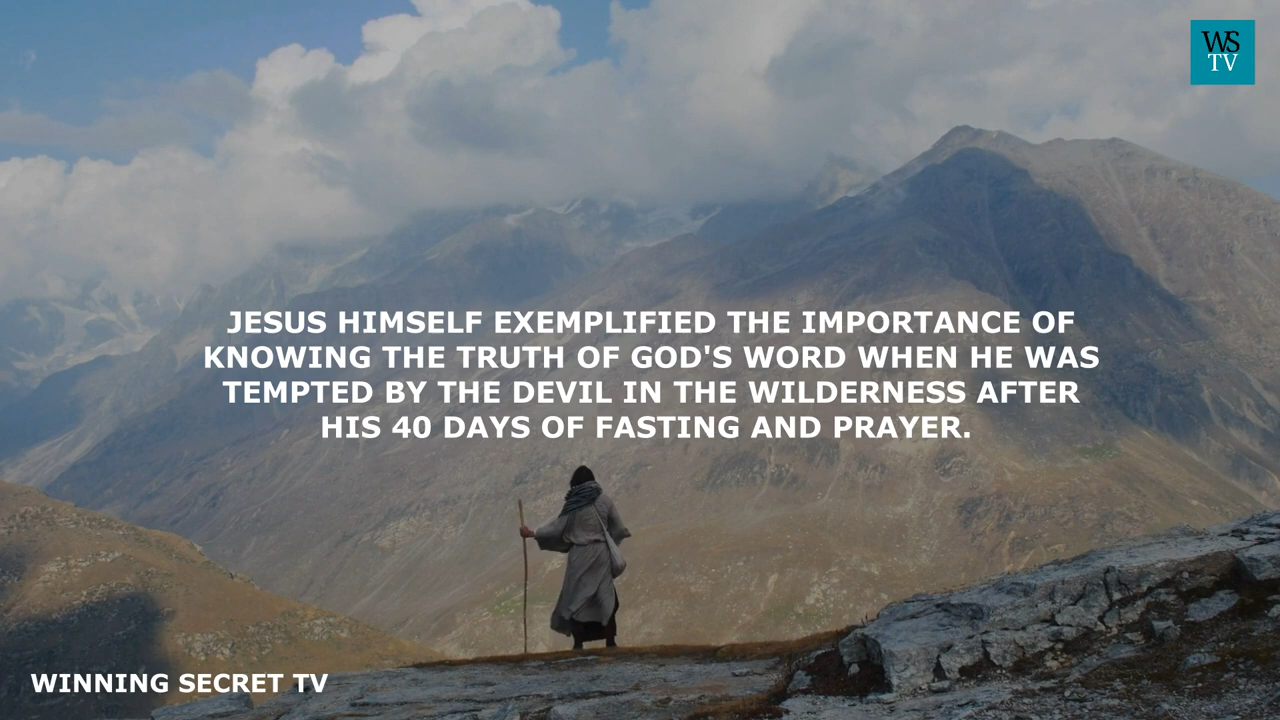 WS
TV
JESUS HIMSELF EXEMPLIFIED THE IMPORTANCE OF
KNOWING THE TRUTH OF GOD'S WORD WHEN HE WAS
TEMPTED BY THE DEVIL IN THE WILDERNESS AFTER
HIS 40 DAYS OF FASTING AND PRAYER.
WINNING SECRET TV